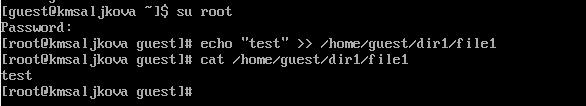 [guest@kmsaljkova ~]$ su root
Password:
[root@kmsaljkova guest]# echo "test" >> /home/guest/dir1/file1
[root@kmsaljkova guest]# cat /home/guest/dir1/file1
test
[root@kmsaljkova guest]#